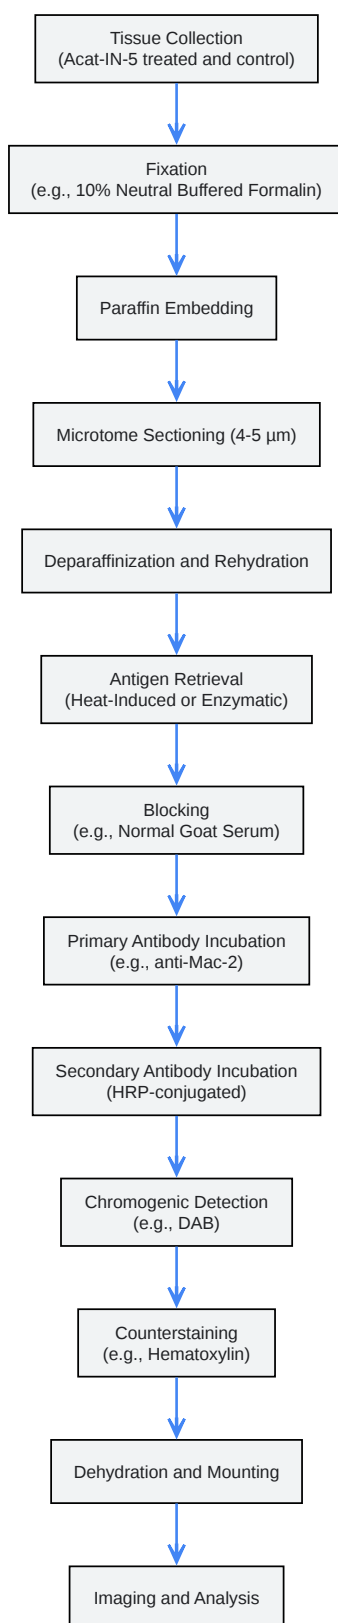 Tissue Collection
(Acat-IN-5 treated and control)
Fixation
(e.g., 10% Neutral Buffered Formalin)
Paraffin Embedding
Microtome Sectioning (4-5 µm)
Deparaffinization and Rehydration
Antigen Retrieval
(Heat-Induced or Enzymatic)
Blocking
(e.g., Normal Goat Serum)
Primary Antibody Incubation
(e.g., anti-Mac-2)
Secondary Antibody Incubation
(HRP-conjugated)
Chromogenic Detection
(e.g., DAB)
Counterstaining
(e.g., Hematoxylin)
Dehydration and Mounting
Imaging and Analysis